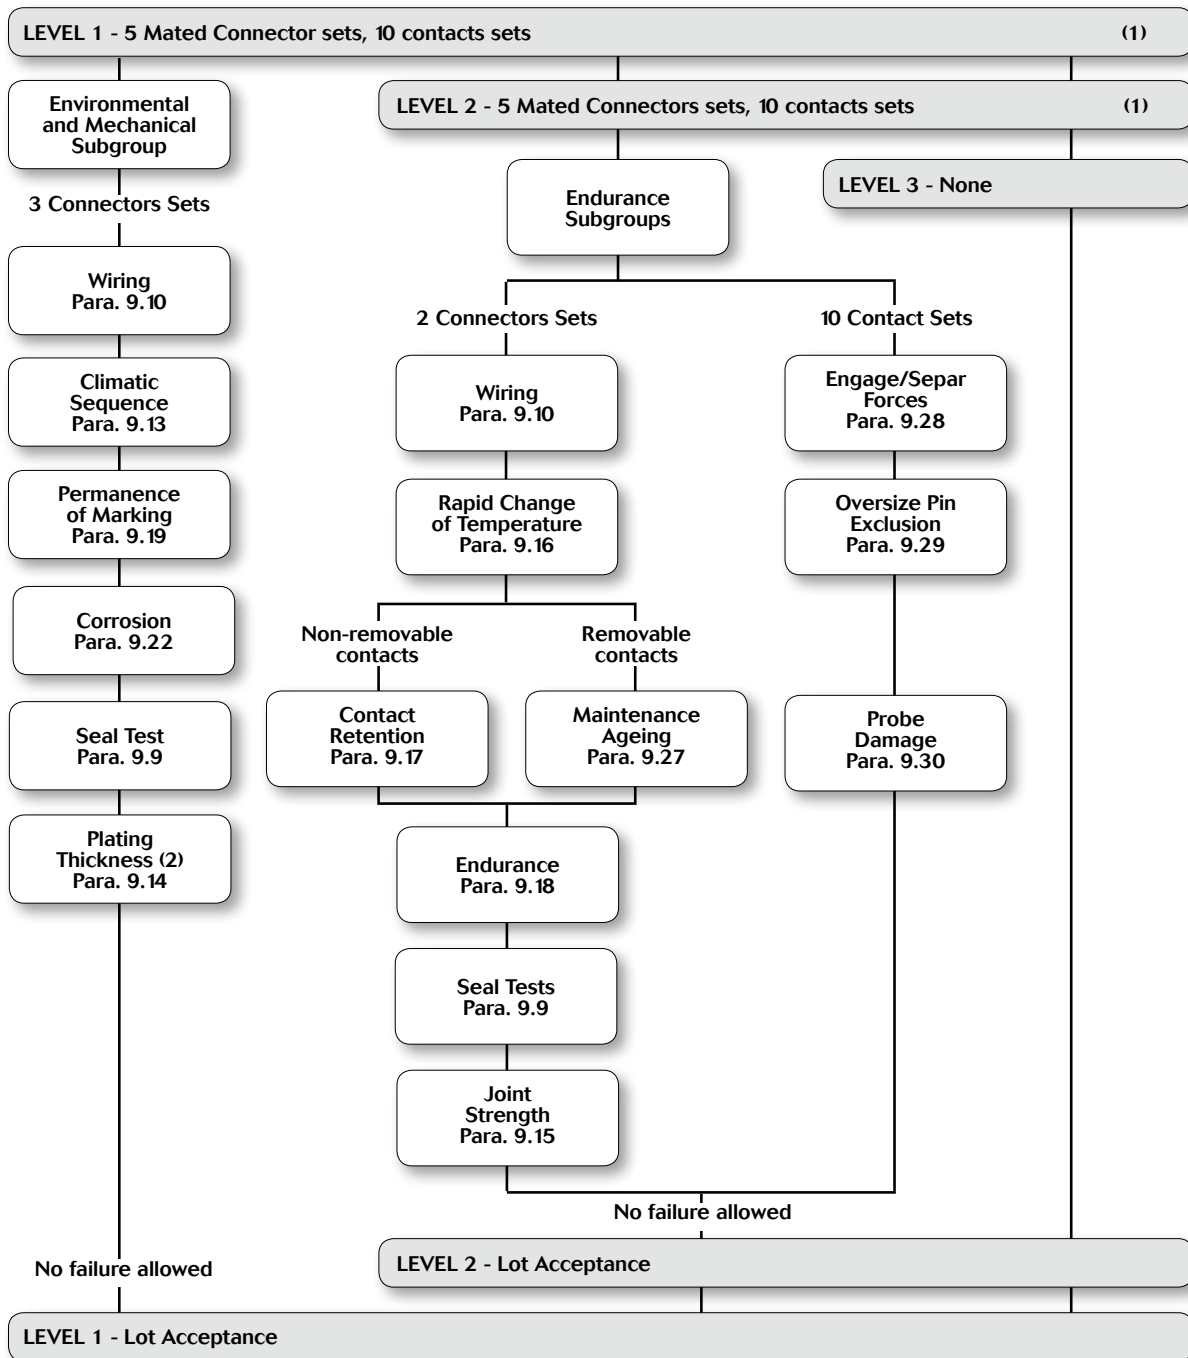 LEVEL 1 - 5 Mated Connector sets, 10 contacts sets (1)
Environmental
and Mechanical
Subgroup
LEVEL 2 - 5 Mated Connectors sets, 10 contacts sets (1)
LEVEL 3 - None
3 Connectors Sets
Endurance
Subgroups
Wiring
Para. 9.10
Climatic
Sequence
Para. 9.13
Permanence
of Marking
Para. 9.19
Corrosion
Para. 9.22
Seal Test
Para. 9.9
Plating
Thickness (2)
Para. 9.14
No failure allowed
2 Connectors Sets
Wiring
Para. 9.10
Rapid Change
of Temperature
Para. 9.16
Non-removable
contacts
Contact
Retention
Para. 9.17
Removable
contacts
Maintenance
Ageing
Para. 9.27
Endurance
Para. 9.18
Seal Tests
Para. 9.9
Joint
Strength
Para. 9.15
10 Contact Sets
Engage/Separ
Forces
Para. 9.28
Oversize Pin
Exclusion
Para. 9.29
Probe
Damage
Para. 9.30
No failure allowed
LEVEL 2 - Lot Acceptance
LEVEL 1 - Lot Acceptance